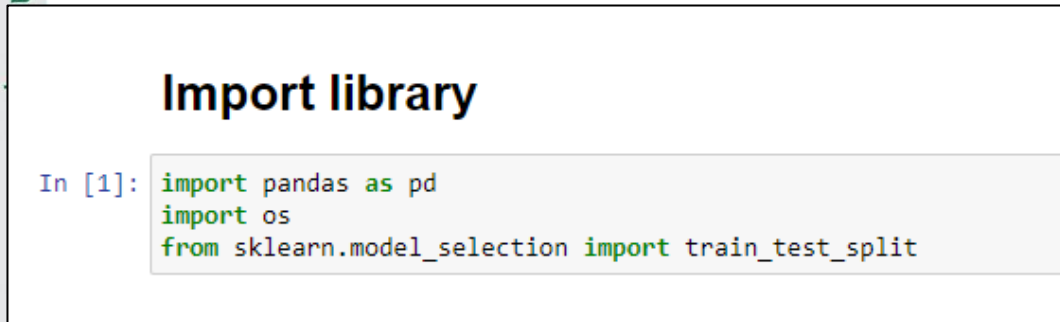 Import library
In [1]: import pandas as pd
import os
from sklearn.model_selection import train_test_split